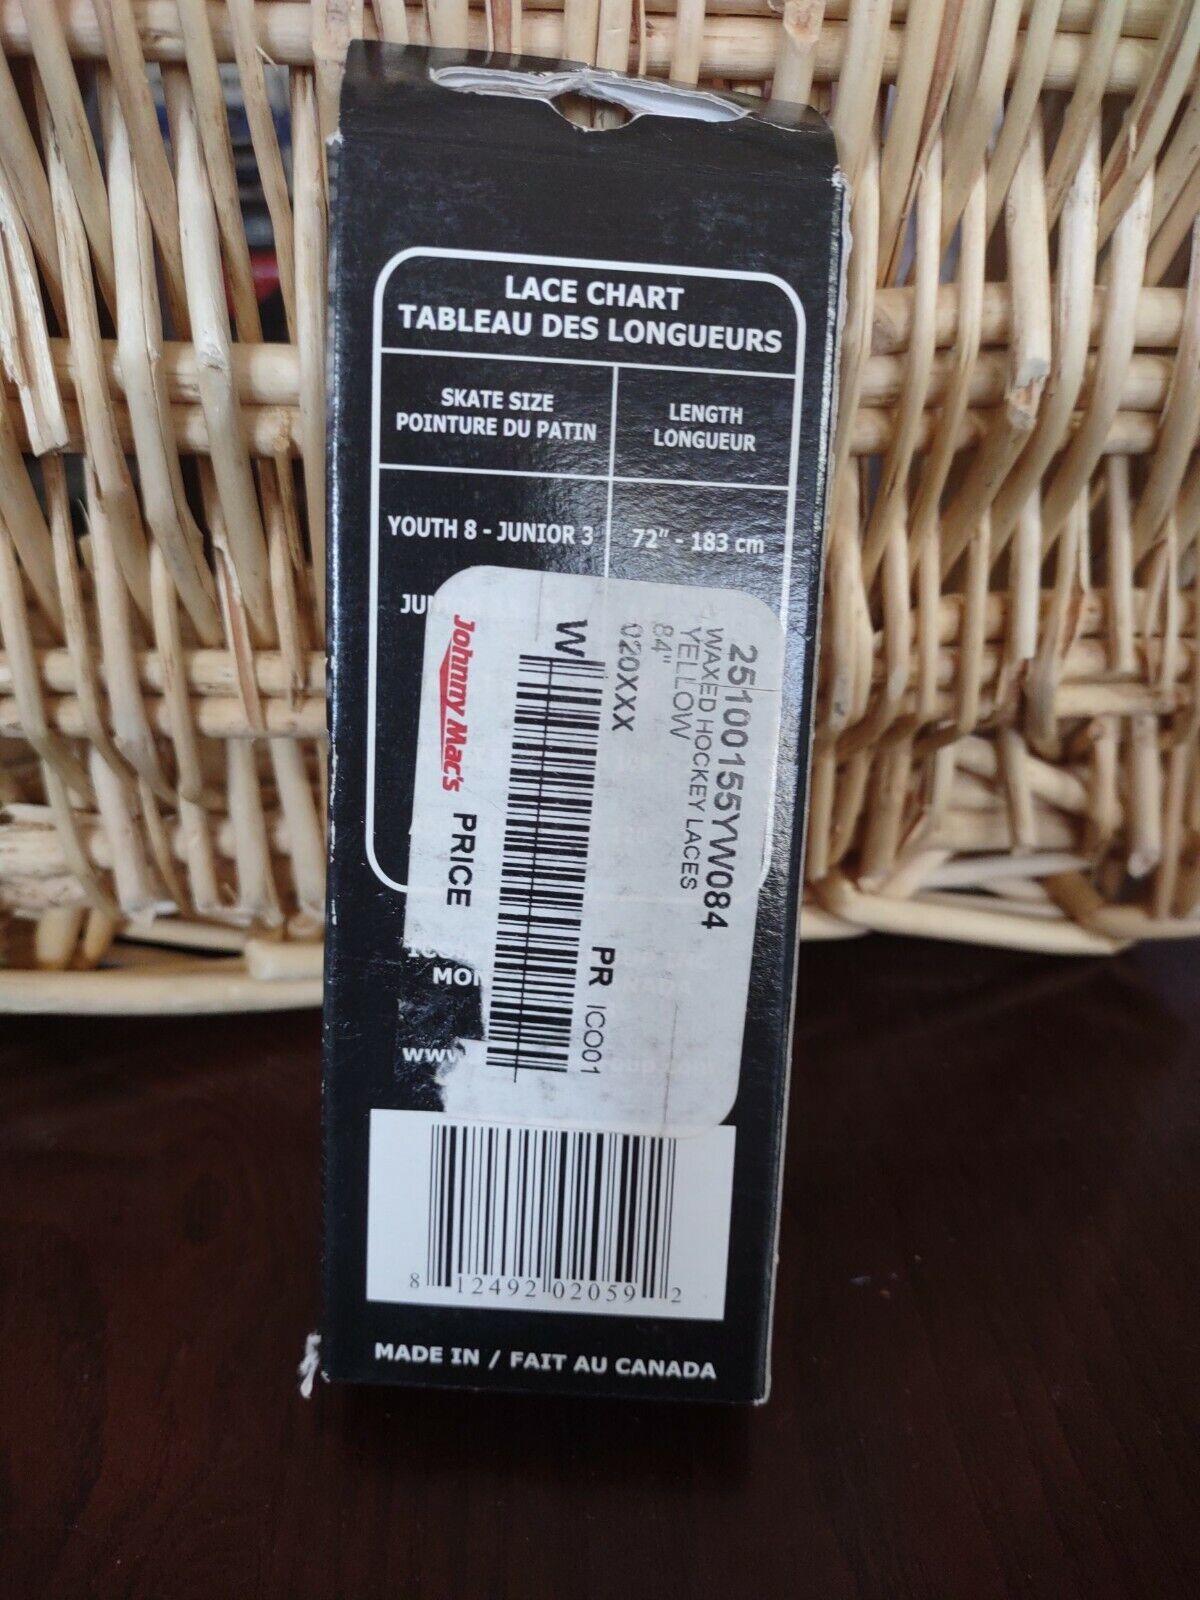 LACE CHART
TABLEAU DES LONGUEURS
SKATE SIZE
POINTURE DU PATIN
LENGTH
LONGUEUR
YOUTH 8 - JUNIOR 3
72" - 183 cm
25100155YW084
WAXED HOCKEY LACES
YELLOW
84"
020XXX
W
PR ICO01
Johnny Mac's PRICE
8 12492 02059 2
MADE IN / FAIT AU CANADA